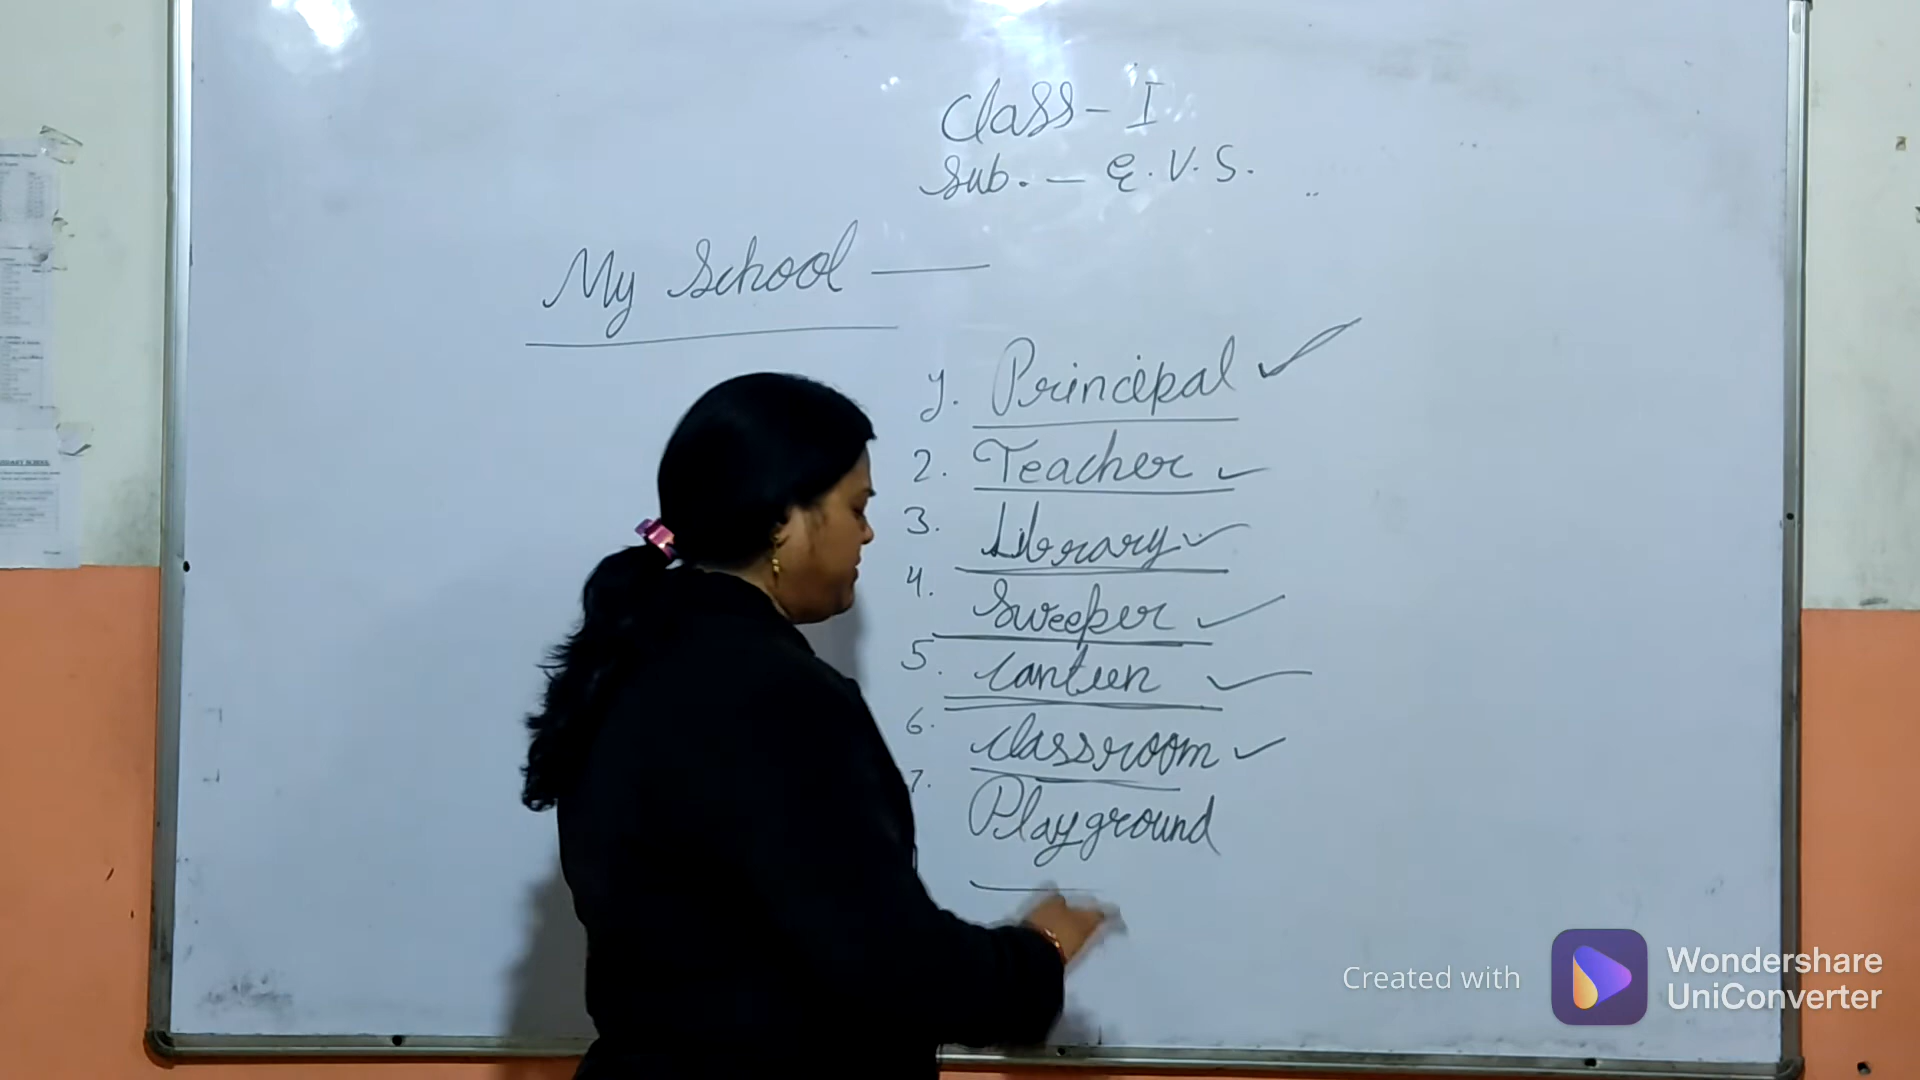 Class - I
Sub. - E.V.S.
My School —
1. Principal ✓
2. Teacher ✓
3. Library ✓
4. Sweeper ✓
5. Canteen ✓
6. Classroom ✓
7. Playground
Created with Wondershare UniConverter